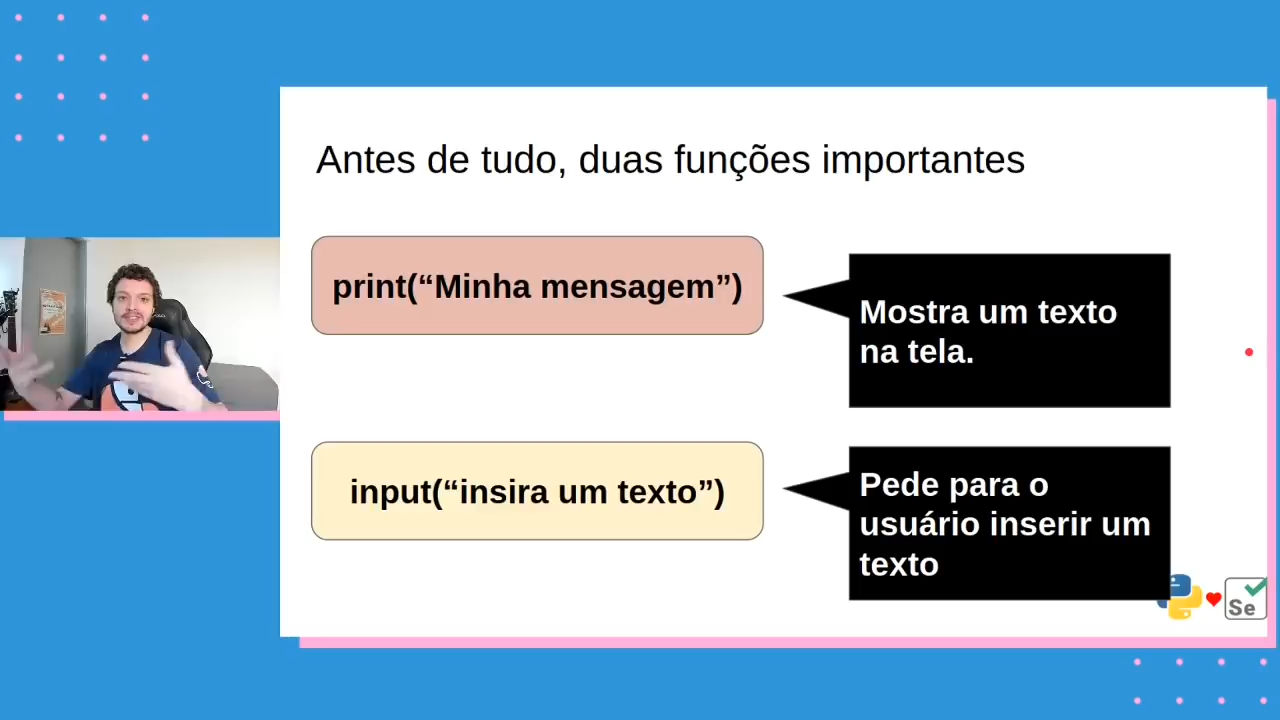 Antes de tudo, duas funções importantes
print(“Minha mensagem”)
Mostra um texto
na tela.
input(“insira um texto”)
Pede para o
usuário inserir um
texto
Se